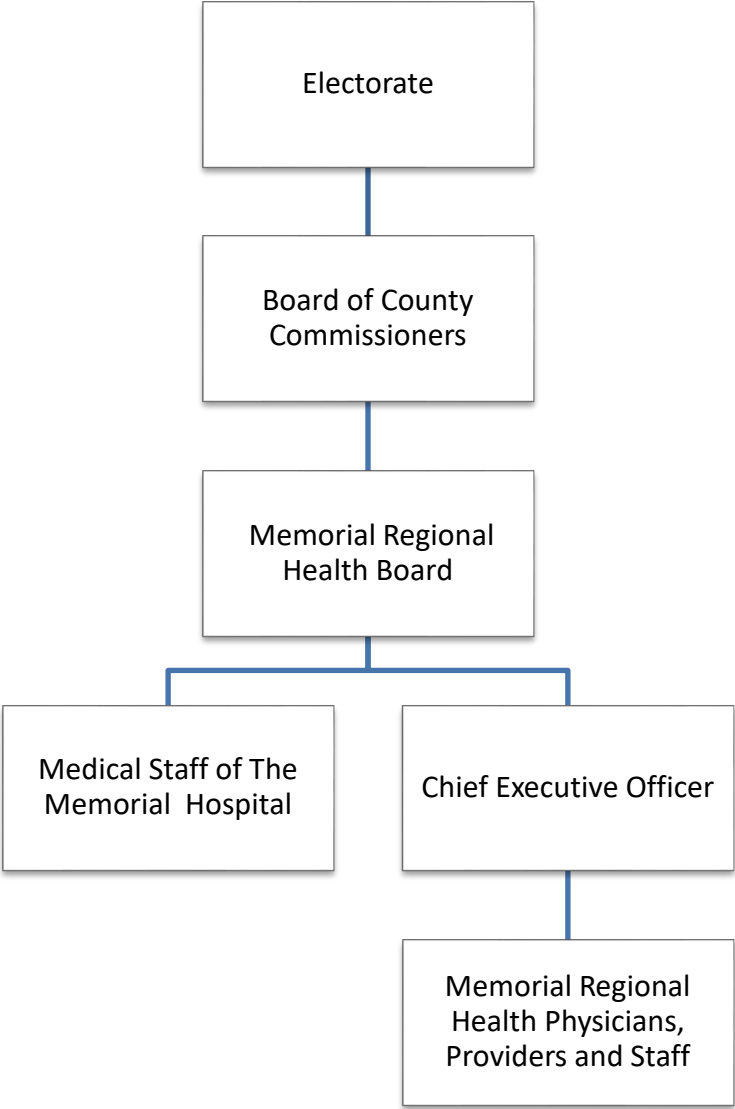 Electorate
Board of County
Commissioners
Memorial Regional
Health Board
Medical Staff of The
Memorial  Hospital
Chief Executive Officer
Memorial Regional
Health Physicians,
Providers and Staff